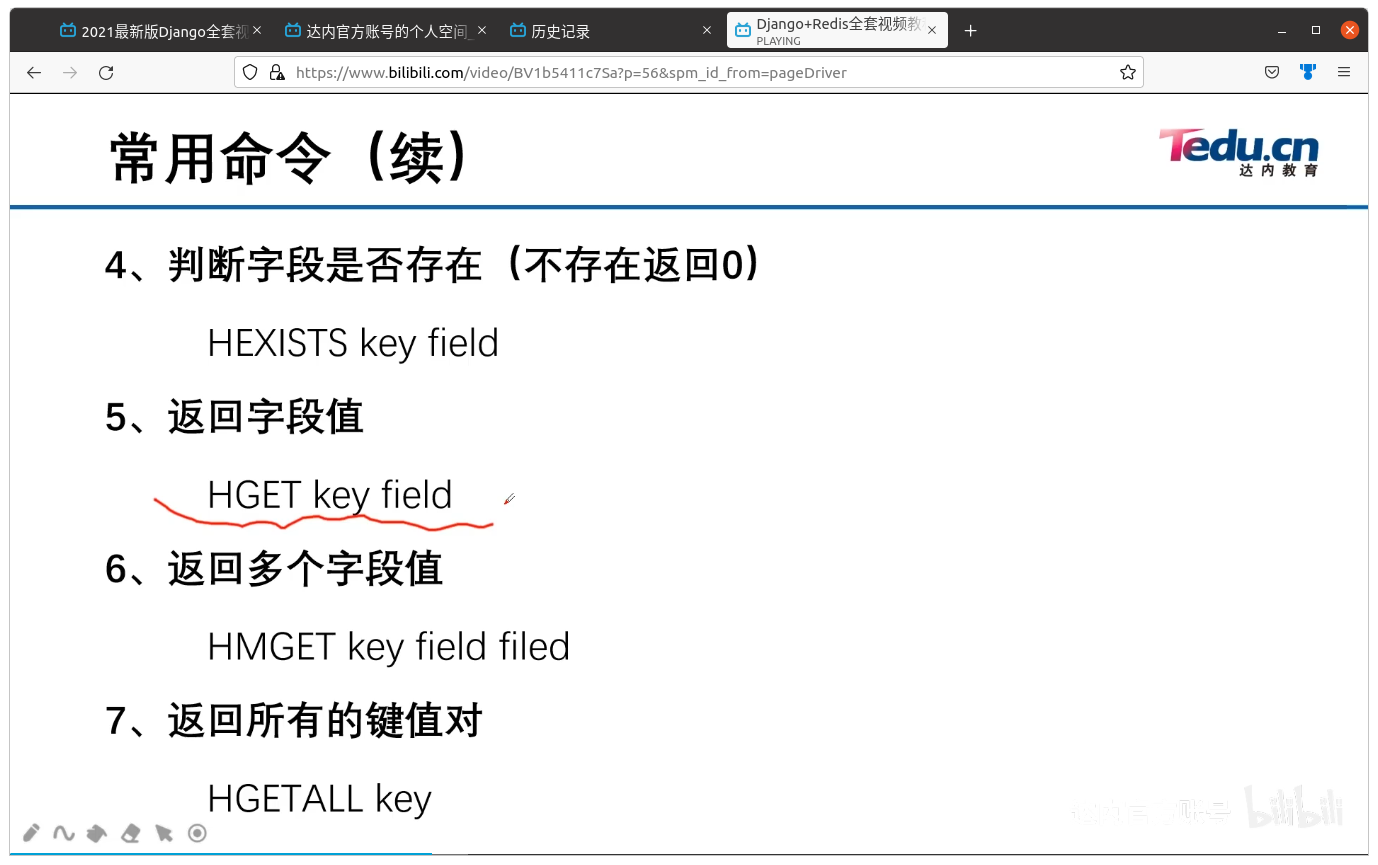 2021最新版Django全套视
达内官方账号的个人空间_
历史记录
Django+Redis全套视频教
PLAYING
https://www.bilibili.com/video/BV1b5411c7Sa?p=56&spm_id_from=pageDriver
常用命令（续）
Tedu.cn
达内教育
4、判断字段是否存在（不存在返回0）
HEXISTS key field
5、返回字段值
HGET key field
6、返回多个字段值
HMGET key field filed
7、返回所有的键值对
HGETALL key
bilibili